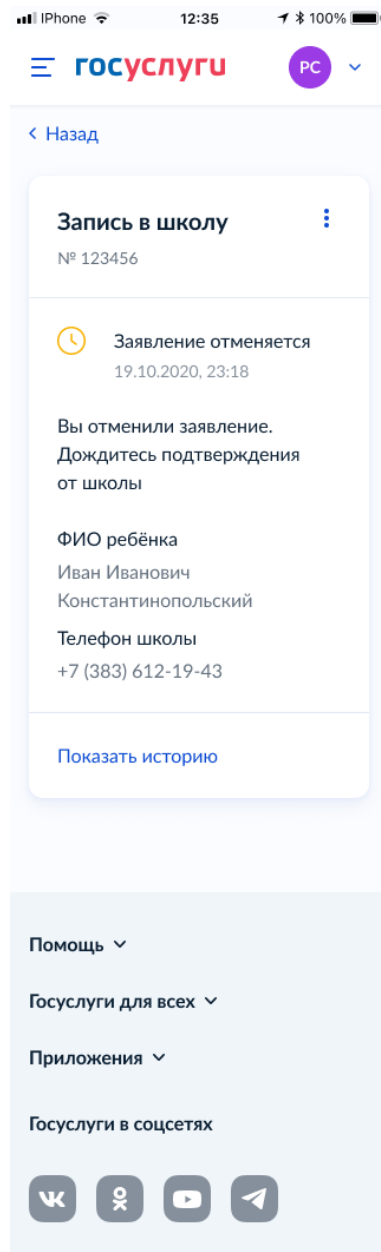 IPhone 12:35 100%
госуслуги РС
Назад
Запись в школу
№ 123456
Заявление отменяется
19.10.2020, 23:18
Вы отменили заявление.
Дождитесь подтверждения
от школы
ФИО ребёнка
Иван Иванович
Константинопольский
Телефон школы
+7 (383) 612-19-43
Показать историю
Помощь
Госуслуги для всех
Приложения
Госуслуги в соцсетях